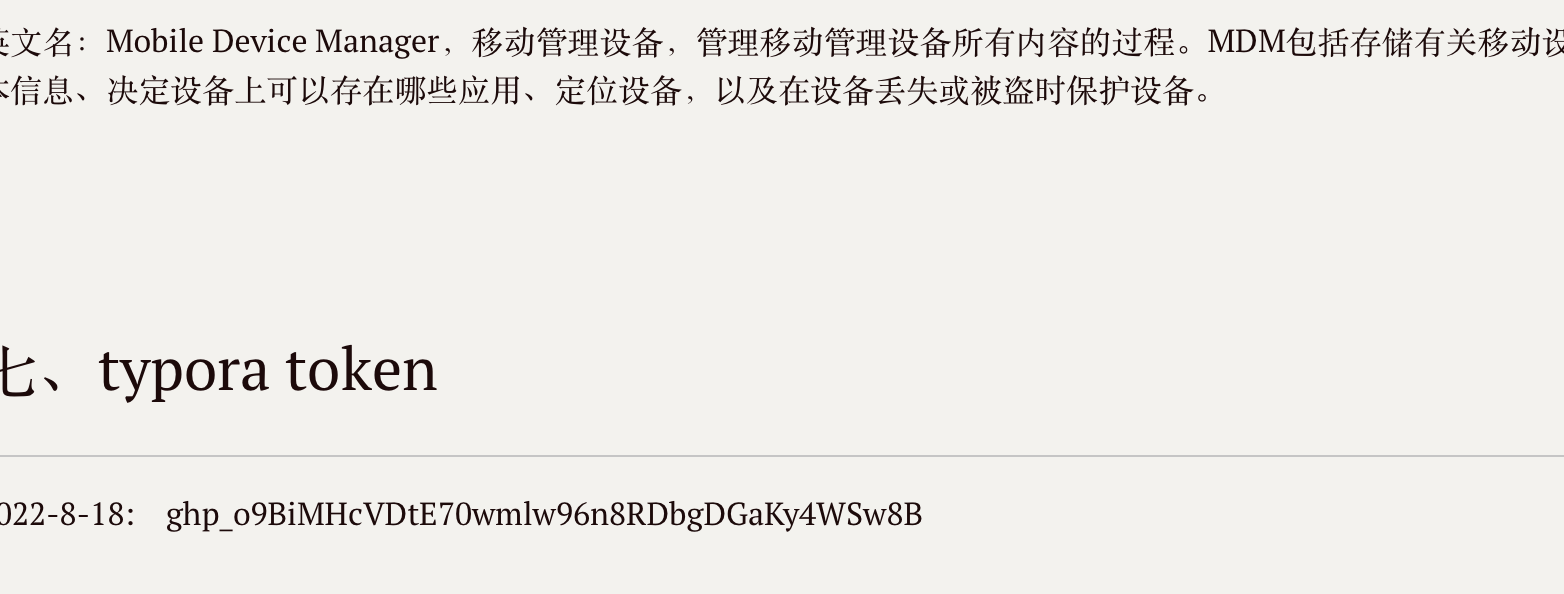 英文名：Mobile Device Manager，移动管理设备，管理移动管理设备所有内容的过程。MDM包括存储有关移动设
本信息、决定设备上可以存在哪些应用、定位设备，以及在设备丢失或被盗时保护设备。
七、typora token
022-8-18: 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